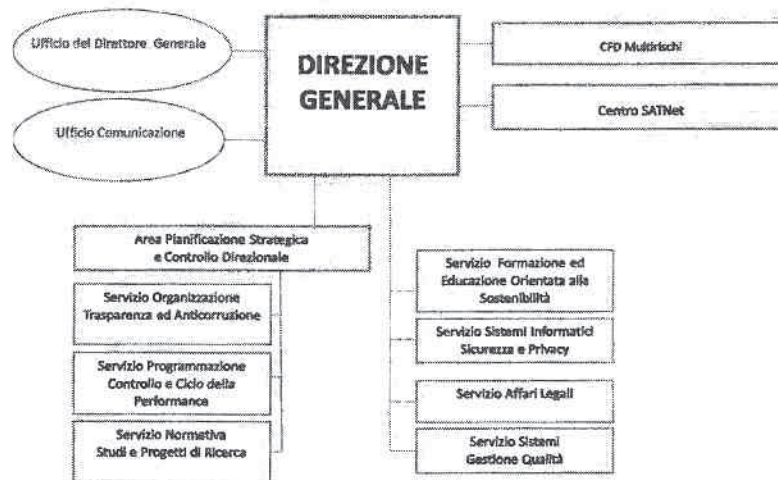 Ufficio del Direttore Generale
DIREZIONE
GENERALE
CFD Multirischi
Ufficio Comunicazione
Centro SATNet
Area Pianificazione Strategica
e Controllo Direzionale
Servizio Organizzazione
Trasparenza ed Anticorruzione
Servizio Programmazione
Controllo e Ciclo della
Performance
Servizio Normativa
Studi e Progetti di Ricerca
Servizio Formazione ed
Educazione Orientata alla
Sostenibilità
Servizio Sistemi Informatici
Sicurezza e Privacy
Servizio Affari Legali
Servizio Sistemi
Gestione Qualità